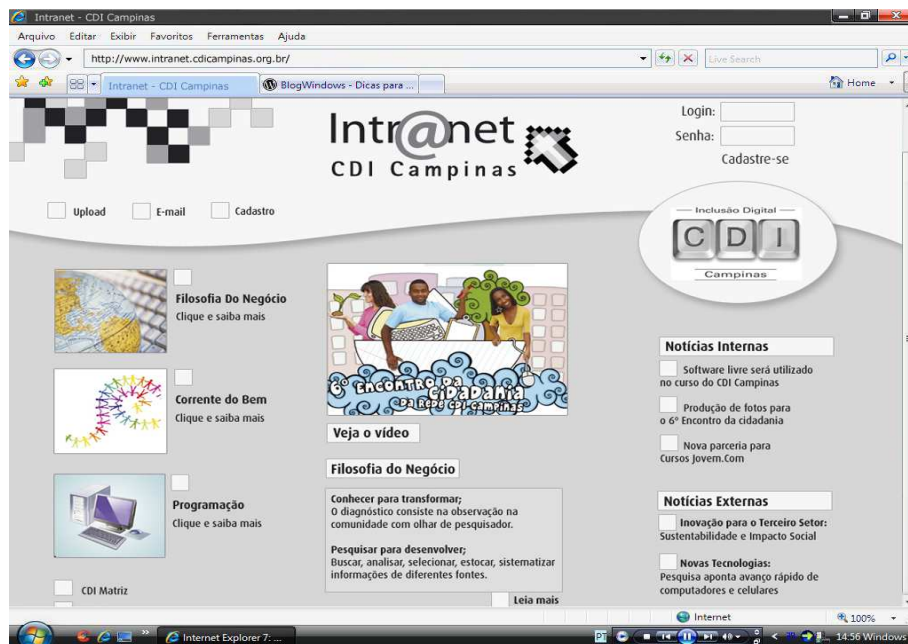 Intranet - CDI Campinas
Arquivo Editar Exibir Favoritos Ferramentas Ajuda
http://www.intranet.cdicampinas.org.br/
Live Search
Intranet - CDI Campinas
BlogWindows - Dicas para ...
Home
Intr@net
CDI Campinas
Login:
Senha:
Cadastre-se
Upload
E-mail
Cadastro
Inclusão Digital
CDI
Campinas
Filosofia Do Negócio
Clique e saiba mais
Corrente do Bem
Clique e saiba mais
Programação
Clique e saiba mais
CDI Matriz
6º ENCONTRO DA
CIDADANIA
DA REDE CDI CAMPINAS
Veja o vídeo
Filosofia do Negócio
Conhecer para transformar;
O diagnóstico consiste na observação na
comunidade com olhar de pesquisador.
Pesquisar para desenvolver;
Buscar, analisar, selecionar, estocar, sistematizar
informações de diferentes fontes.
Leia mais
Notícias Internas
Software livre será utilizado
no curso do CDI Campinas
Produção de fotos para
o 6º Encontro da cidadania
Nova parceria para
Cursos Jovem.Com
Notícias Externas
Inovação para o Terceiro Setor:
Sustentabilidade e Impacto Social
Novas Tecnologias:
Pesquisa aponta avanço rápido de
computadores e celulares
Internet
100%
Internet Explorer 7: ...
PT
14:56 Windows